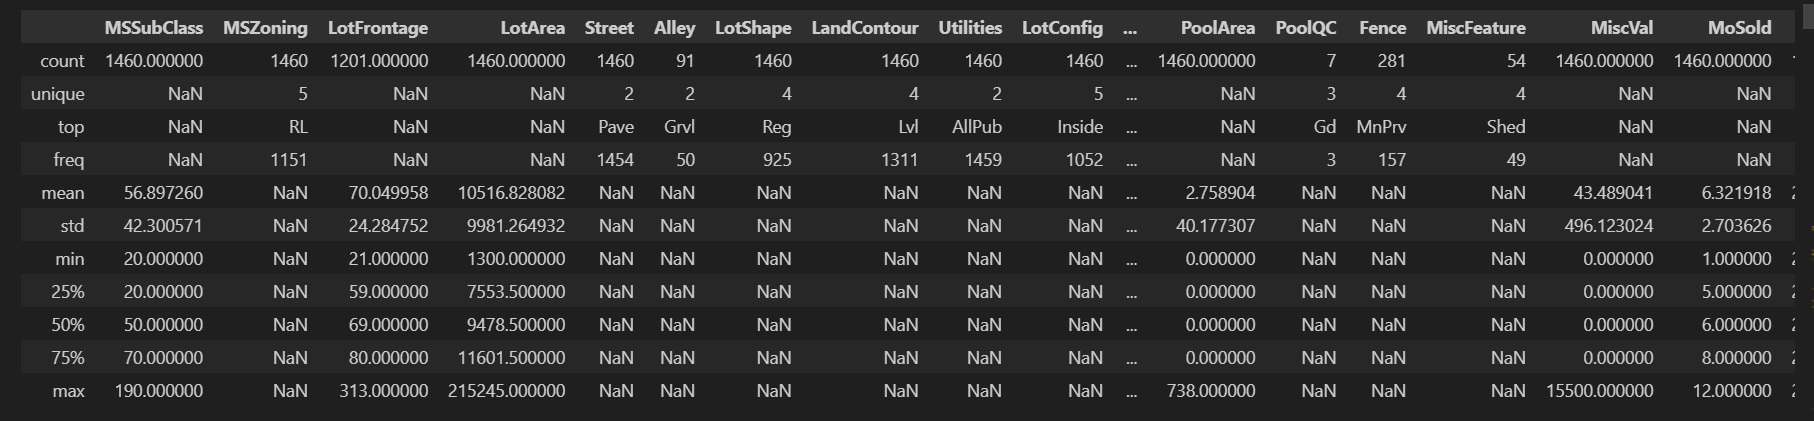 MSSubClass MSZoning LotFrontage LotArea Street Alley LotShape LandContour Utilities LotConfig ... PoolArea PoolQC Fence MiscFeature MiscVal MoSold
count 1460.000000 1460 1201.000000 1460.000000 1460 91 1460 1460 1460 1460 ... 1460.000000 7 281 54 1460.000000 1460.000000
unique NaN 5 NaN NaN 2 2 4 4 2 5 ... NaN 3 4 4 NaN NaN
top NaN RL NaN NaN Pave Grvl Reg Lvl AllPub Inside ... NaN Gd MnPrv Shed NaN NaN
freq NaN 1151 NaN NaN 1454 50 925 1311 1459 1052 ... NaN 3 157 49 NaN NaN
mean 56.897260 NaN 70.049958 10516.828082 NaN NaN NaN NaN NaN NaN ... 2.758904 NaN NaN NaN 43.489041 6.321918
std 42.300571 NaN 24.284752 9981.264932 NaN NaN NaN NaN NaN NaN ... 40.177307 NaN NaN NaN 496.123024 2.703626
min 20.000000 NaN 21.000000 1300.000000 NaN NaN NaN NaN NaN NaN ... 0.000000 NaN NaN NaN 0.000000 1.000000
25% 20.000000 NaN 59.000000 7553.500000 NaN NaN NaN NaN NaN NaN ... 0.000000 NaN NaN NaN 0.000000 5.000000
50% 50.000000 NaN 69.000000 9478.500000 NaN NaN NaN NaN NaN NaN ... 0.000000 NaN NaN NaN 0.000000 6.000000
75% 70.000000 NaN 80.000000 11601.500000 NaN NaN NaN NaN NaN NaN ... 0.000000 NaN NaN NaN 0.000000 8.000000
max 190.000000 NaN 313.000000 215245.000000 NaN NaN NaN NaN NaN NaN ... 738.000000 NaN NaN NaN 15500.000000 12.000000